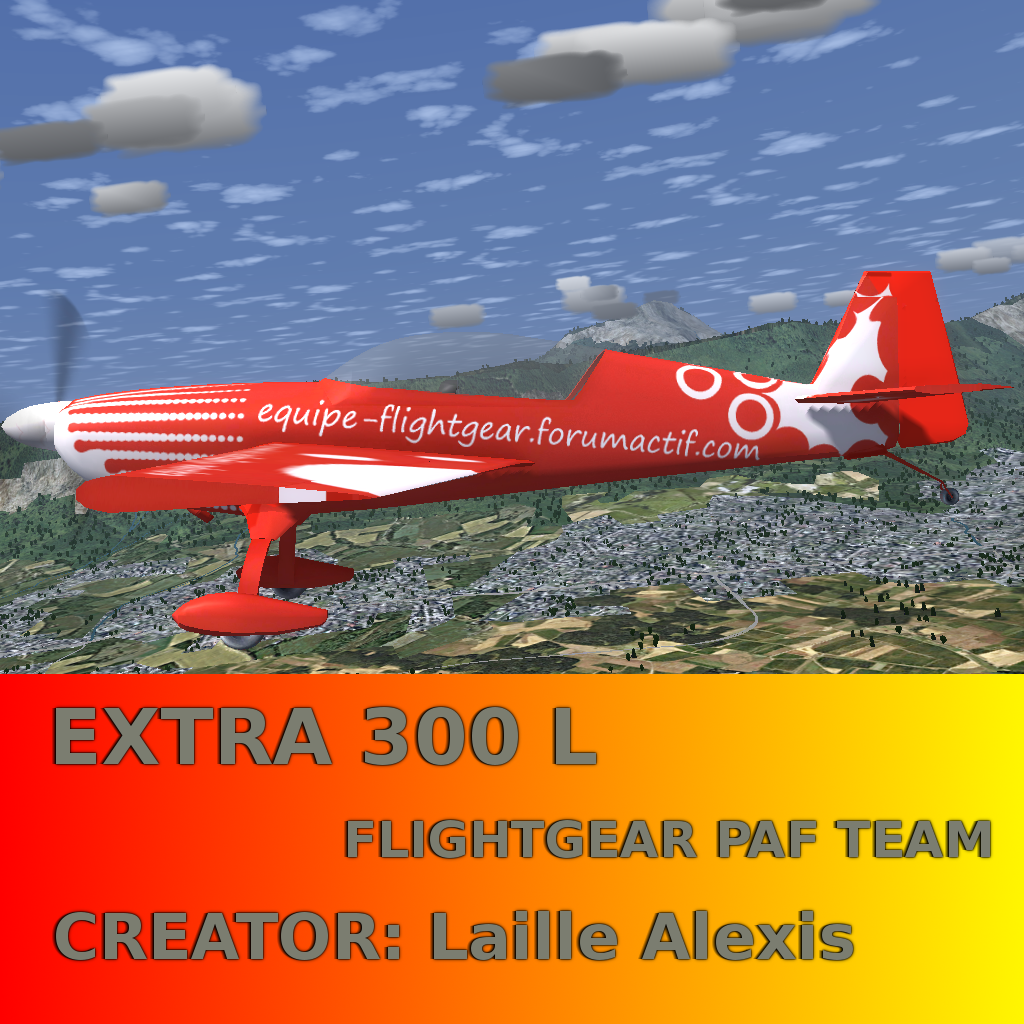 equipe-flightgear.forumactif.com
EXTRA 300 L
FLIGHTGEAR PAF TEAM
CREATOR: Laille Alexis